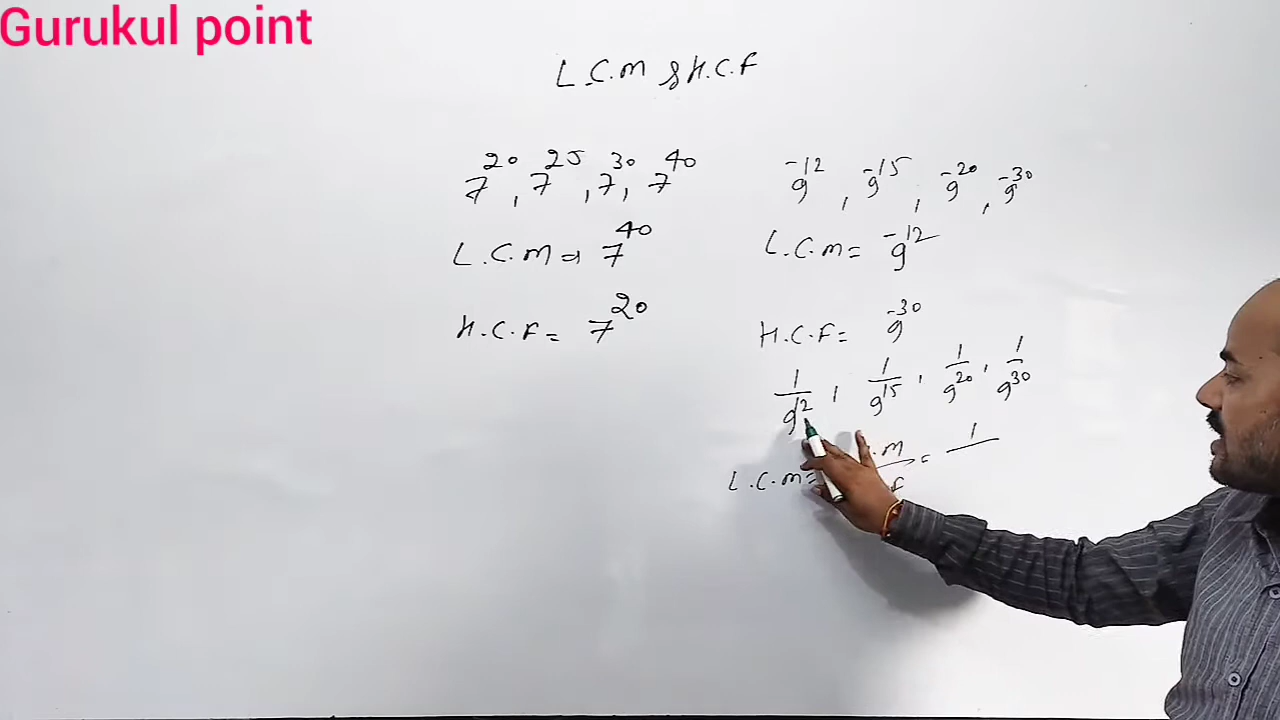 Gurukul point
L.C.M & H.C.F
7^20, 7^25, 7^30, 7^40
L.C.M = 7^40
H.C.F = 7^20
9^-12, 9^-15, 9^-20, 9^-30
L.C.M = 9^-12
H.C.F = 9^-30
1/9^12, 1/9^15, 1/9^20, 1/9^30
L.C.M = = 1